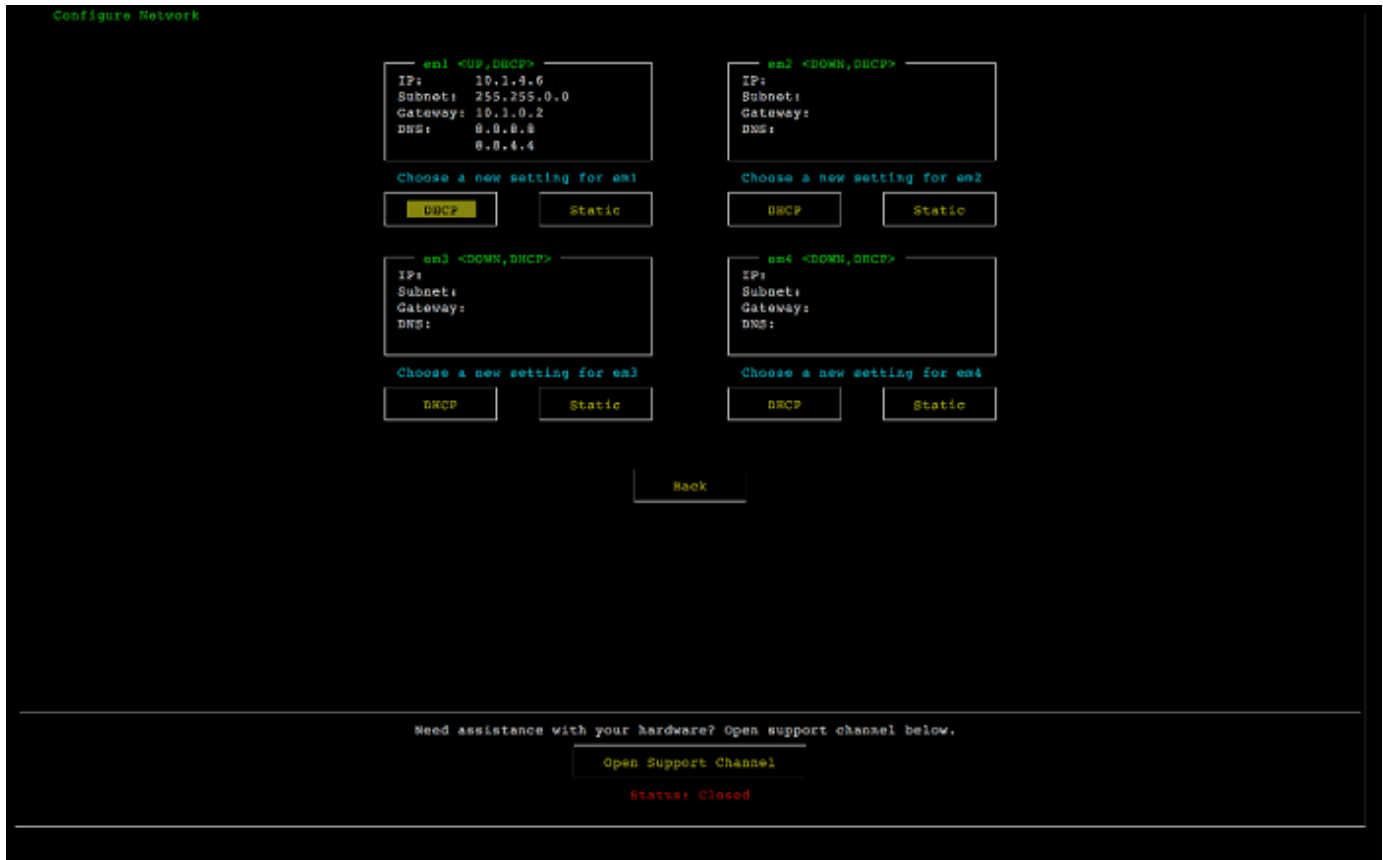 Configure Network
em1 <UP,DHCP>
IP: 10.1.4.6
Subnet: 255.255.0.0
Gateway: 10.1.0.2
DNS: 8.8.8.8
8.8.4.4
Choose a new setting for em1
DHCP
Static
em2 <DOWN,DHCP>
IP:
Subnet:
Gateway:
DNS:
Choose a new setting for em2
DHCP
Static
em3 <DOWN,DHCP>
IP:
Subnet:
Gateway:
DNS:
Choose a new setting for em3
DHCP
Static
em4 <DOWN,DHCP>
IP:
Subnet:
Gateway:
DNS:
Choose a new setting for em4
DHCP
Static
Back
Need assistance with your hardware? Open support channel below.
Open Support Channel
Status: Closed